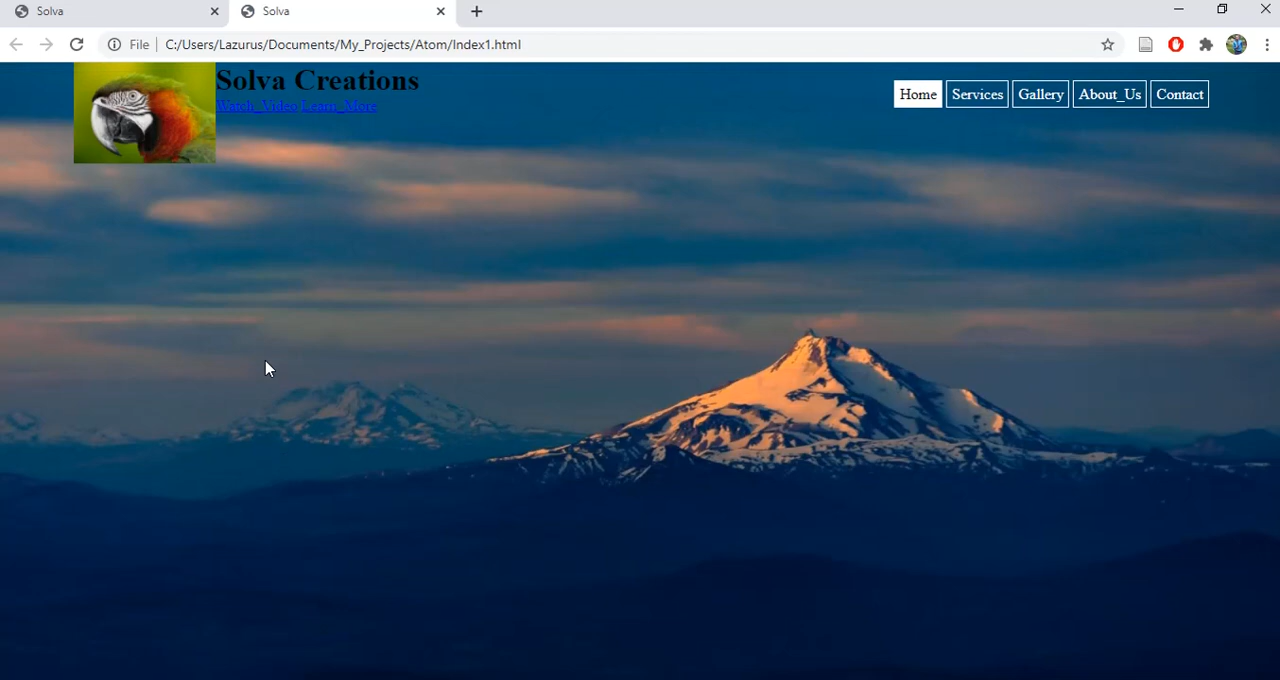 Solva
Solva
File C:/Users/Lazurus/Documents/My_Projects/Atom/Index1.html
Solva Creations
Watch_Video Learn_More
Home Services Gallery About_Us Contact